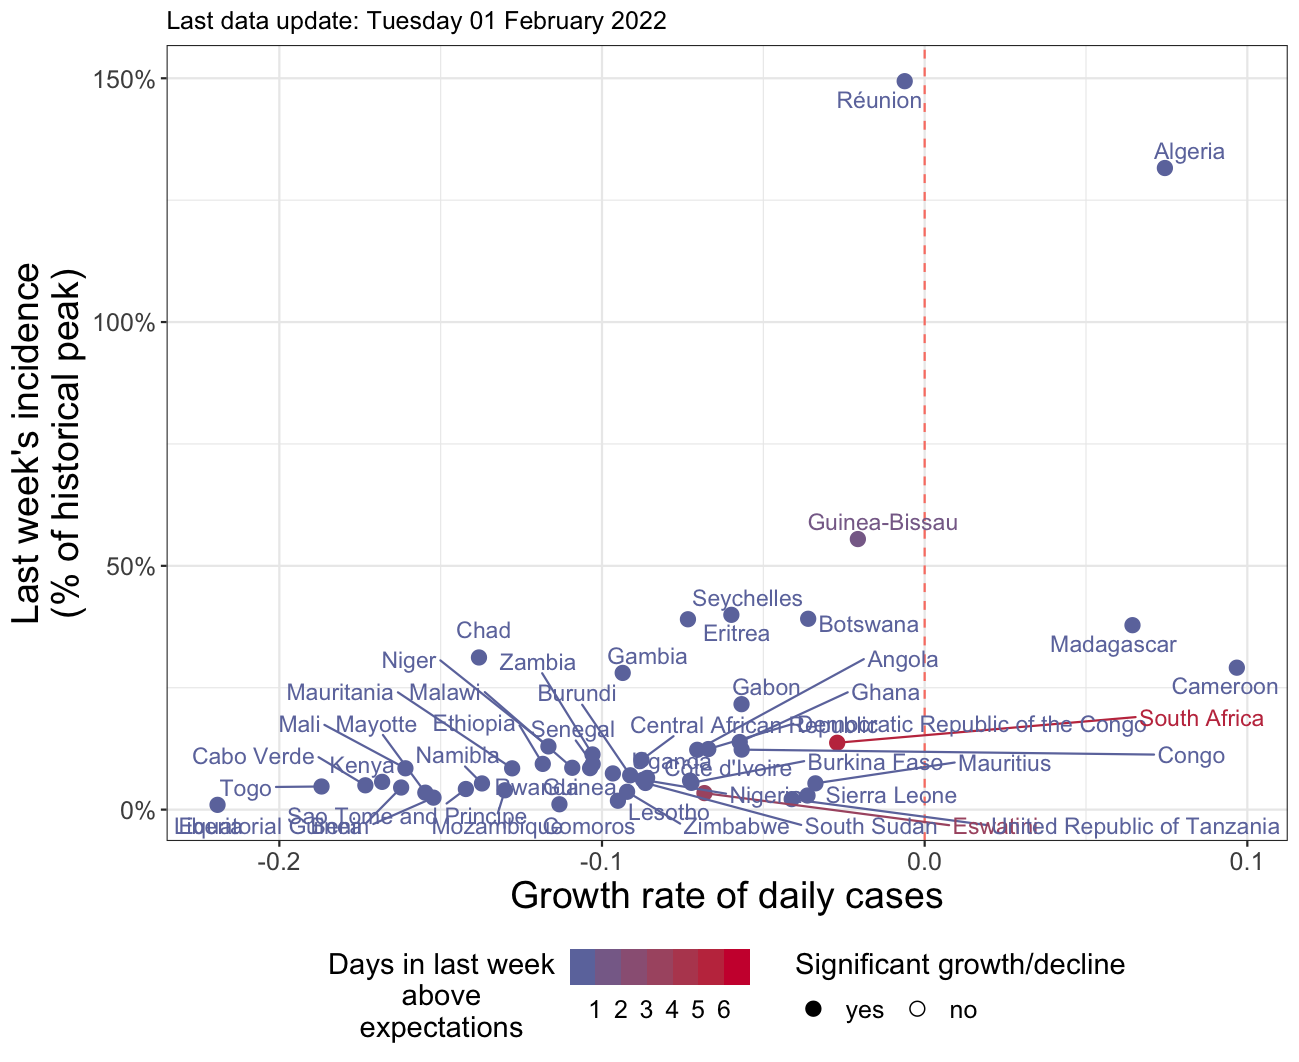 Last data update: Tuesday 01 February 2022
Last week's incidence
(% of historical peak)
150%
100%
50%
0%
Réunion
Algeria
Guinea-Bissau
Seychelles
Eritrea
Botswana
Madagascar
Cameroon
Chad
Niger
Zambia
Gambia
Angola
Mauritania
Malawi
Burundi
Gabon
Ghana
Mali
Mayotte
Ethiopia
Senegal
Central African Republic
Democratic Republic of the Congo
South Africa
Cabo Verde
Kenya
Namibia
Uganda
Côte d'Ivoire
Burkina Faso
Mauritius
Congo
Togo
Rwanda
Guinea
Nigeria
Sierra Leone
Sao Tome and Principe
Lesotho
Liberia
Equatorial Guinea
Benin
Mozambique
Comoros
Zimbabwe
South Sudan
Eswatini
United Republic of Tanzania
-0.2
-0.1
0.0
0.1
Growth rate of daily cases
Days in last week
above
expectations
1 2 3 4 5 6
Significant growth/decline
yes
no